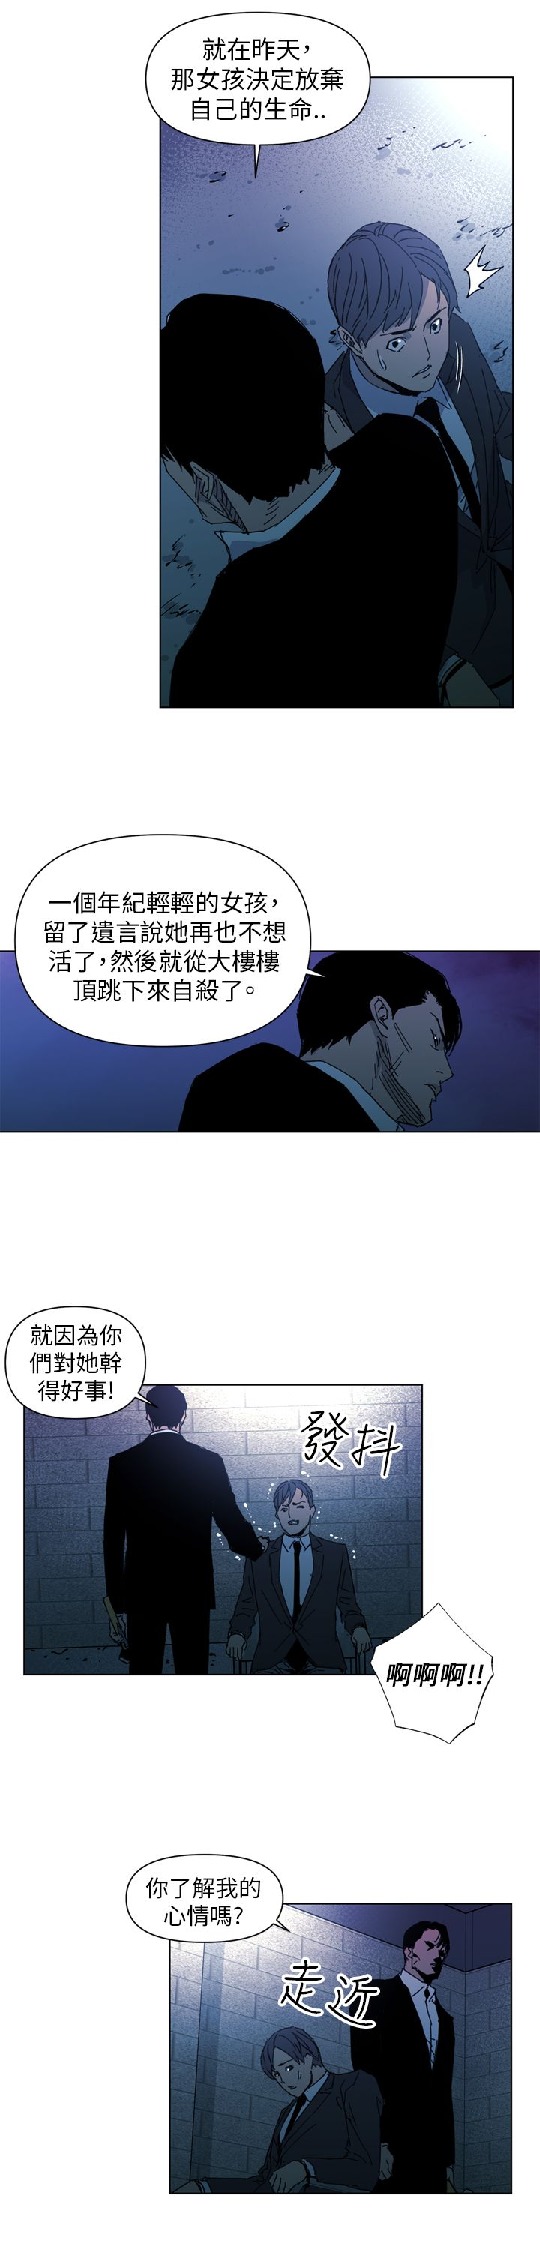 就在昨天，
那女孩決定放棄
自己的生命..
一個年紀輕輕的女孩，
留了遺言說她再也不想
活了，然後就從大樓樓
頂跳下來自殺了。
就因為你
們對她幹
得好事!
發抖
啊啊啊!!
你了解我的
心情嗎?
走近